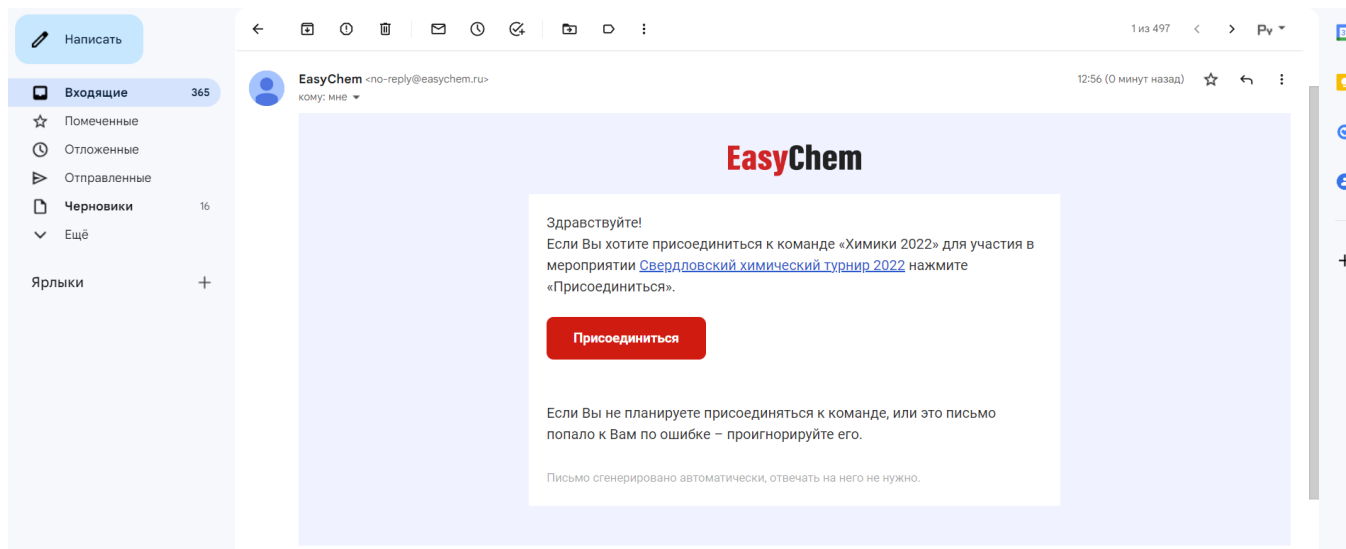 Написать
1 из 497
Ру
Входящие 365
Помеченные
Отложенные
Отправленные
Черновики 16
Ещё
Ярлыки
EasyChem <no-reply@easychem.ru>
12:56 (0 минут назад)
кому: мне
EasyChem
Здравствуйте!
Если Вы хотите присоединиться к команде «Химики 2022» для участия в
мероприятии Свердловский химический турнир 2022 нажмите
«Присоединиться».
Присоединиться
Если Вы не планируете присоединяться к команде, или это письмо
попало к Вам по ошибке – проигнорируйте его.
Письмо сгенерировано автоматически, отвечать на него не нужно.